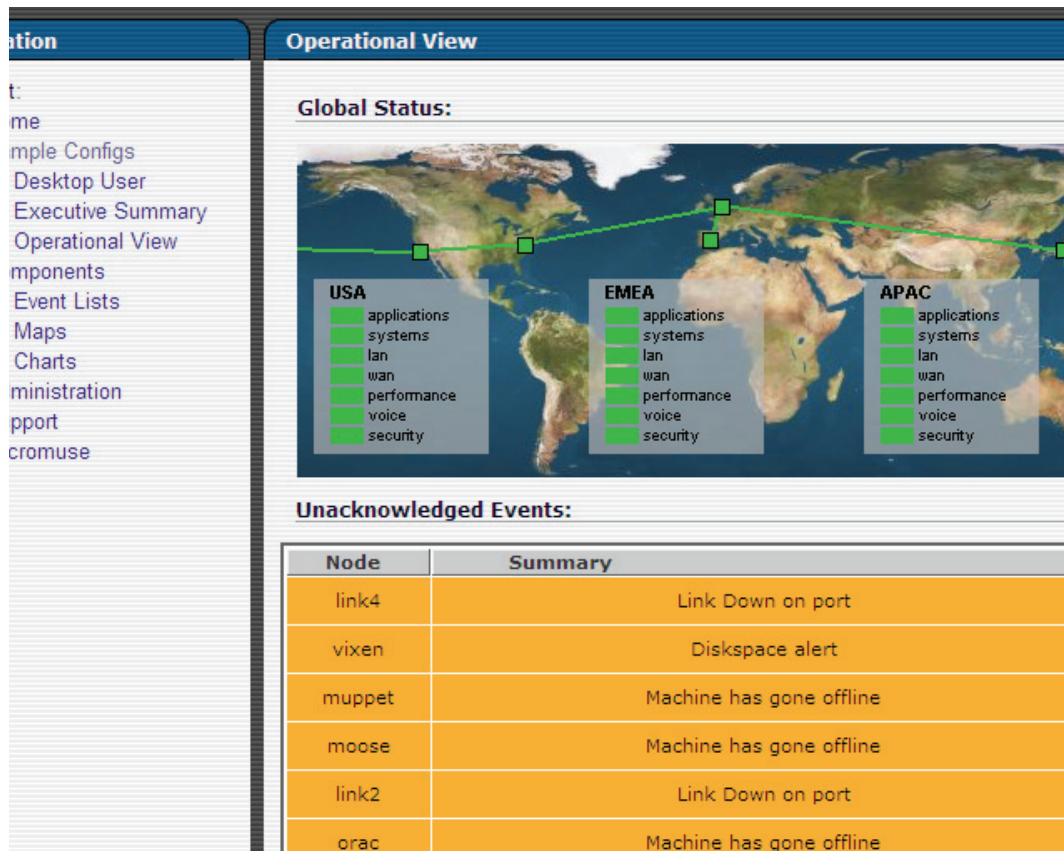 ation
t:
me
mple Configs
Desktop User
Executive Summary
Operational View
mponents
Event Lists
Maps
Charts
ministration
pport
cromuse
Operational View
Global Status:
USA
applications
systems
lan
wan
performance
voice
security
EMEA
applications
systems
lan
wan
performance
voice
security
APAC
applications
systems
lan
wan
performance
voice
security
Unacknowledged Events:
Node Summary
link4 Link Down on port
vixen Diskspace alert
muppet Machine has gone offline
moose Machine has gone offline
link2 Link Down on port
orac Machine has gone offline